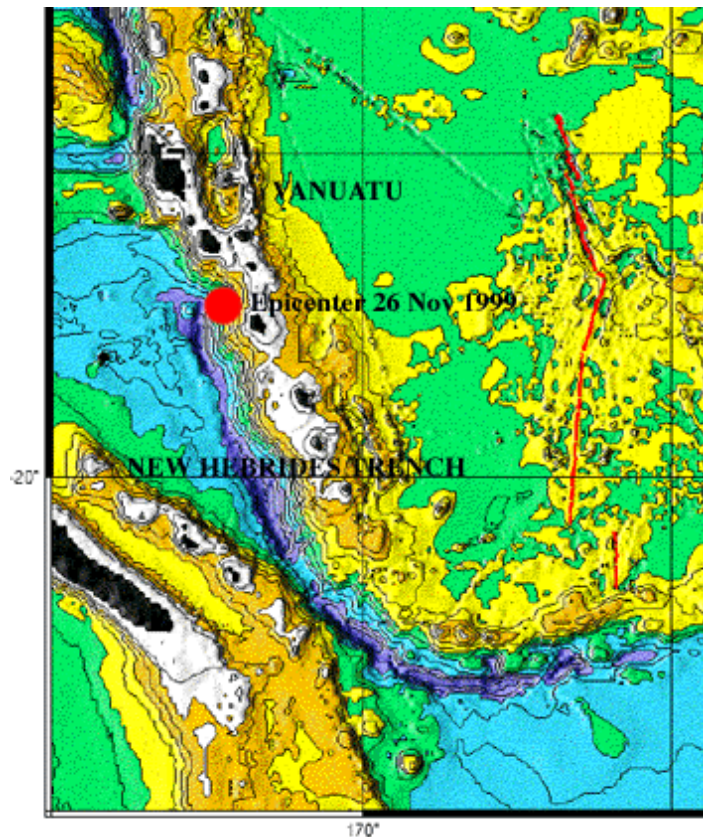 VANUATU
Epicenter 26 Nov 1999
NEW HEBRIDES TRENCH
-20°
170°